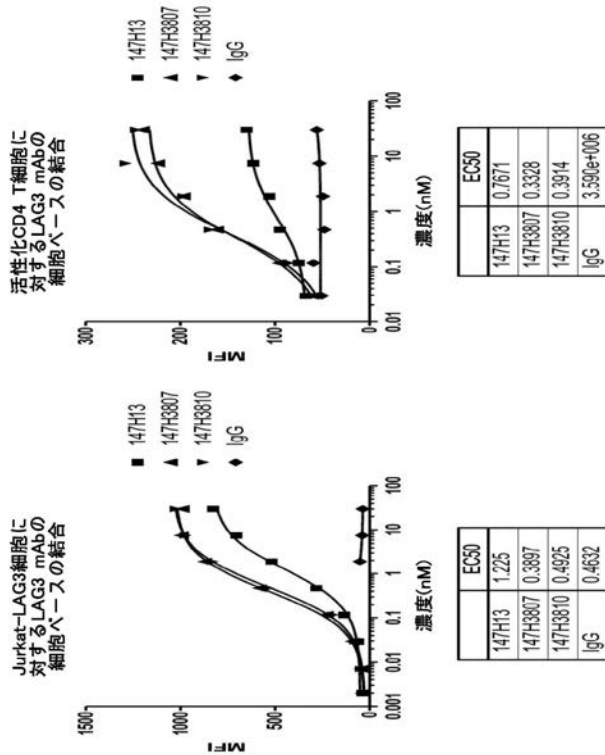 Jurkat-LAG3細胞に
対するLAG3 mAbの
細胞ベースの結合
MFI
1500
1000
500
0
0.001
0.01
0.1
1
10
100
濃度(nM)
147H13
147H3807
147H3810
IgG
EC50
147H13 1.225
147H3807 0.3897
147H3810 0.4925
IgG 0.4632
活性化CD4 T細胞に
対するLAG3 mAbの
細胞ベースの結合
MFI
300
200
100
0
0.01
0.1
1
10
100
濃度(nM)
147H13
147H3807
147H3810
IgG
EC50
147H13 0.7671
147H3807 0.3328
147H3810 0.3914
IgG 3.590e+006